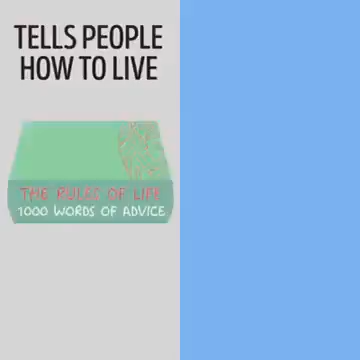 TELLS PEOPLE
HOW TO LIVE
THE RULES OF LIFE
1000 WORDS OF ADVICE